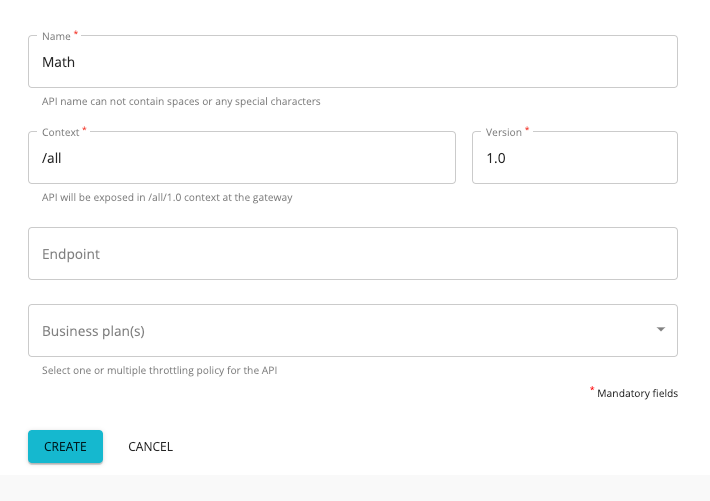 Name *
Math
API name can not contain spaces or any special characters
Context * Version *
/all 1.0
API will be exposed in /all/1.0 context at the gateway
Endpoint
Business plan(s)
Select one or multiple throttling policy for the API
* Mandatory fields
CREATE CANCEL